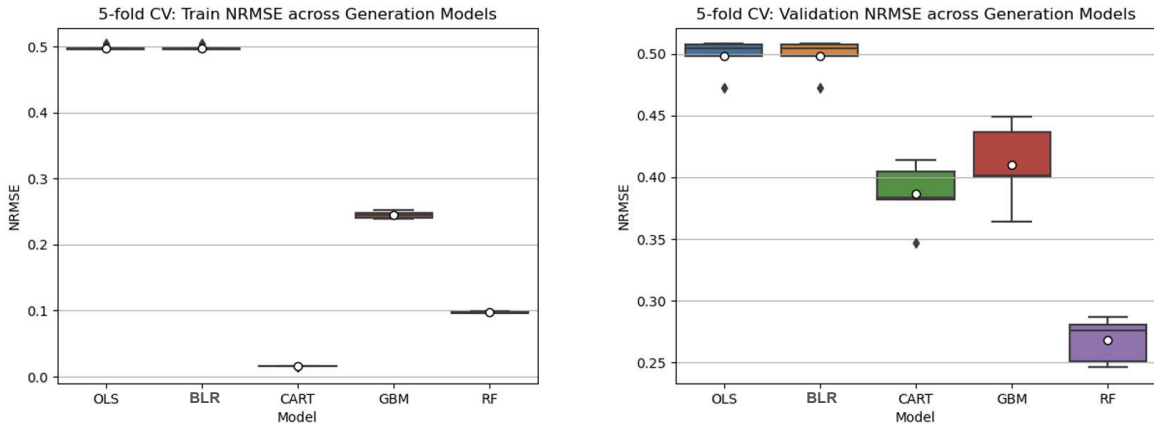 5-fold CV: Train NRMSE across Generation Models
NRMSE
0.5
0.4
0.3
0.2
0.1
0.0
OLS BLR CART GBM RF
Model
5-fold CV: Validation NRMSE across Generation Models
NRMSE
0.50
0.45
0.40
0.35
0.30
0.25
OLS BLR CART GBM RF
Model